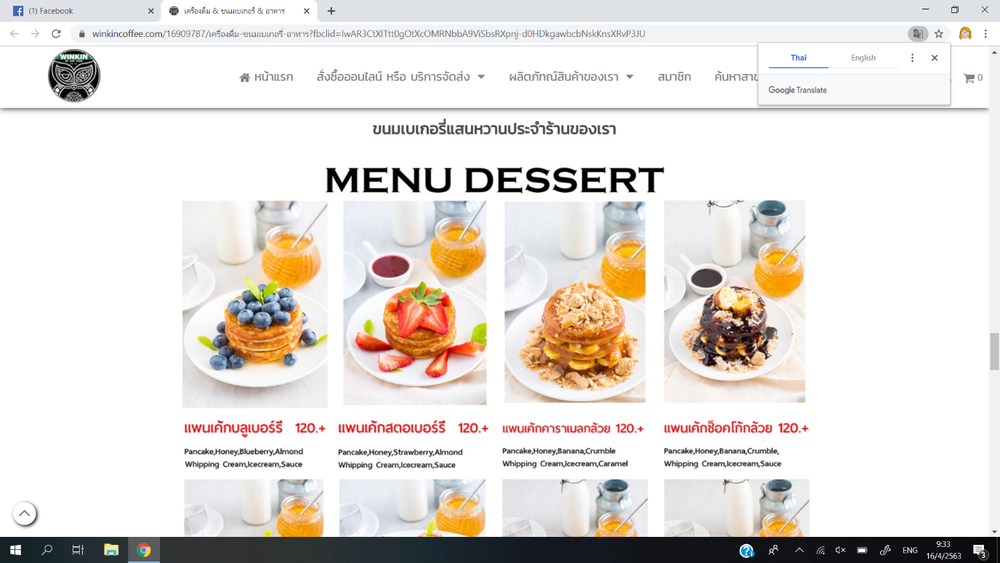 (1) Facebook
เครื่องดื่ม & ขนมเบเกอรี่ & อาหาร
winkincoffee.com/16909787/เครื่องดื่ม-ขนมเบเกอรี่-อาหาร?fbclid=IwAR3CtXITtt0gOtXcOMRNbbA9ViSbsRXpnj-d0HDkgawbcbNskKnsXRvP3JU
Thai English
Google Translate
WINKIN
หน้าแรก สั่งซื้อออนไลน์ หรือ บริการจัดส่ง ผลิตภัณฑ์สินค้าของเรา สมาชิก ค้นหาสาข 0
ขนมเบเกอรี่แสนหวานประจำร้านของเรา
MENU DESSERT
แพนเค้กบลูเบอร์รี่ 120.+
Pancake,Honey,Blueberry,Almond
Whipping Cream,Icecream,Sauce
แพนเค้กสตอเบอร์รี่ 120.+
Pancake,Honey,Strawberry,Almond
Whipping Cream,Icecream,Sauce
แพนเค้กคาราเมลกล้วย 120.+
Pancake,Honey,Banana,Crumble
Whipping Cream,Icecream,Caramel
แพนเค้กช็อคโก้กล้วย 120.+
Pancake,Honey,Banana,Crumble,
Whipping Cream,Icecream,Sauce
ENG
9:33
16/4/2563
3